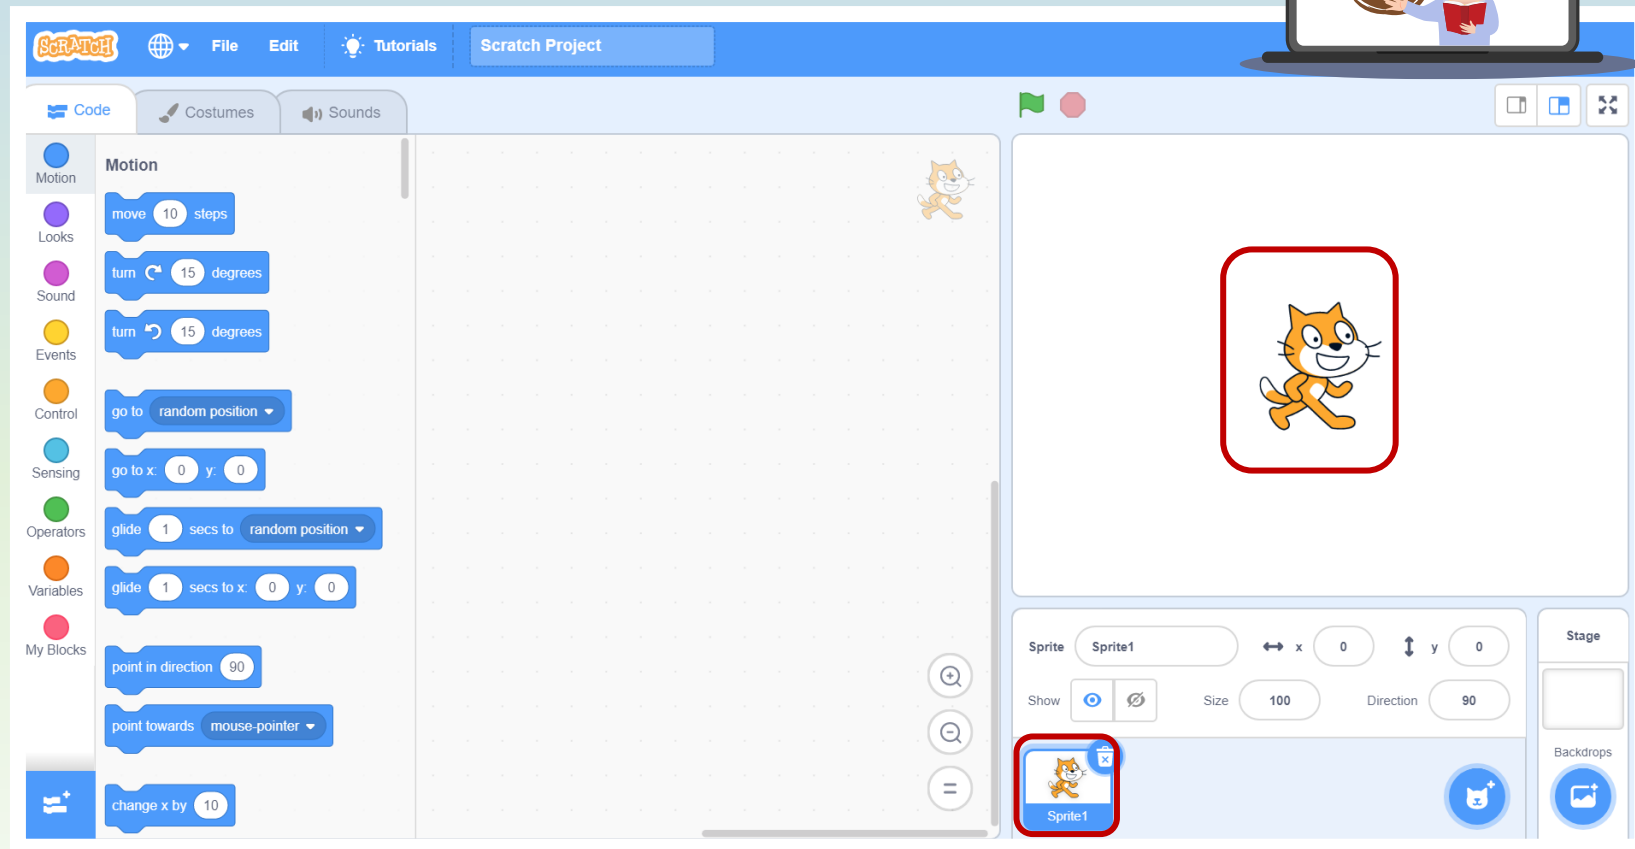 SCRATCH File Edit Tutorials Scratch Project
Code Costumes Sounds
Motion
Looks
Sound
Events
Control
Sensing
Operators
Variables
My Blocks
Motion
move 10 steps
turn 15 degrees
turn 15 degrees
go to random position
go to x: 0 y: 0
glide 1 secs to random position
glide 1 secs to x: 0 y: 0
point in direction 90
point towards mouse-pointer
change x by 10
Sprite Sprite1 x 0 y 0
Show Size 100 Direction 90
Sprite1
Stage
Backdrops